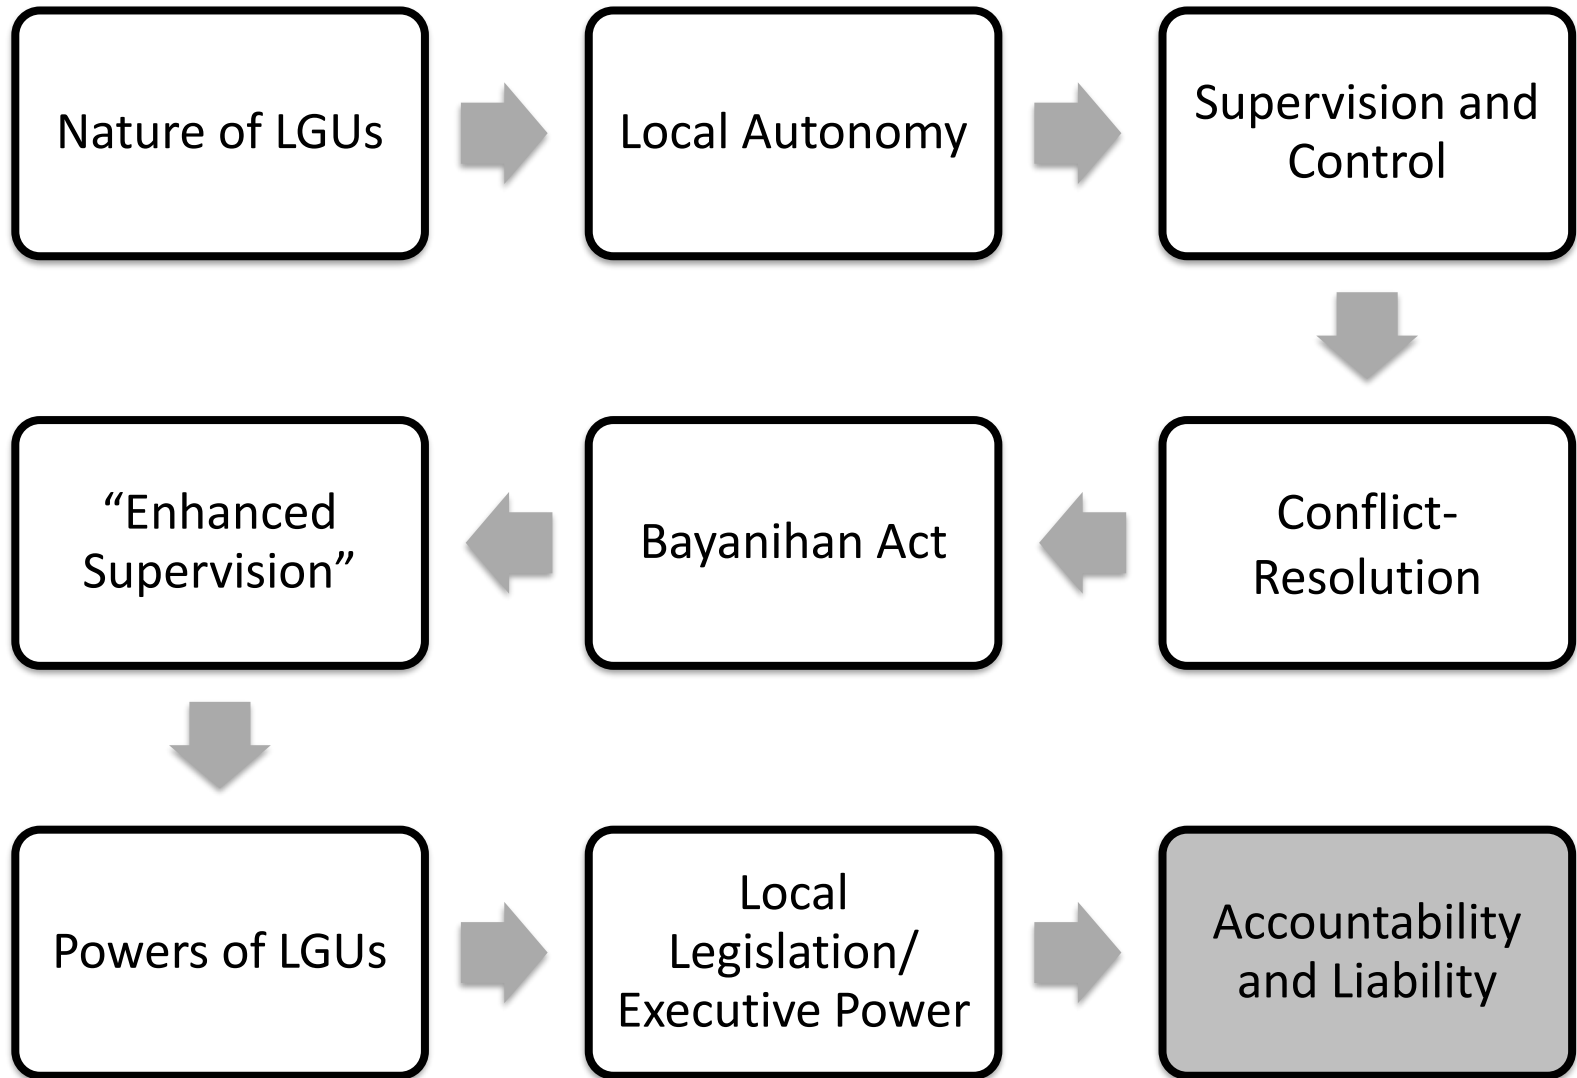 Nature of LGUs
Local Autonomy
Supervision and
Control
Conflict-
Resolution
Bayanihan Act
“Enhanced
Supervision”
Powers of LGUs
Local
Legislation/
Executive Power
Accountability
and Liability